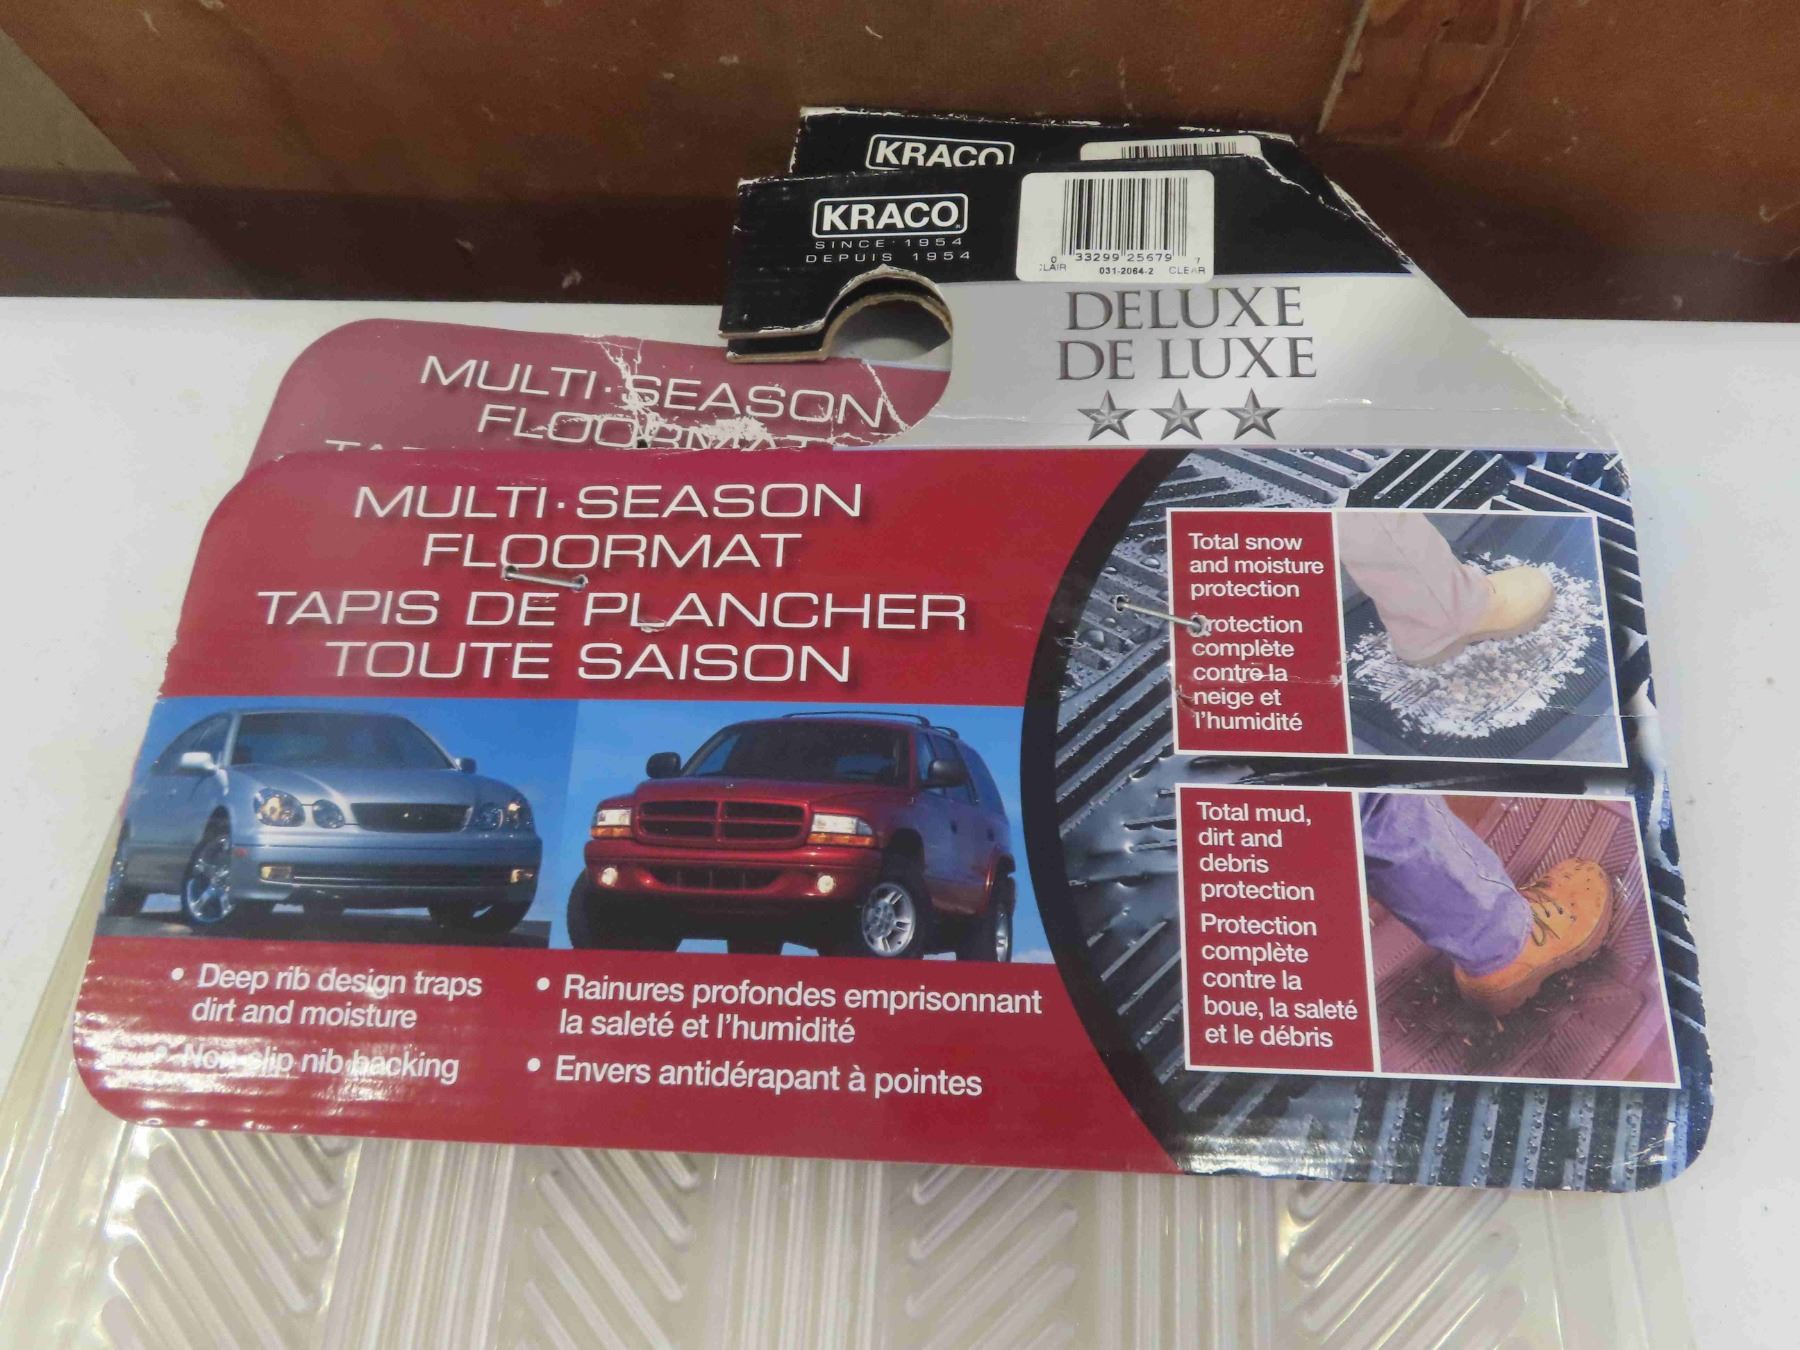 KRACO
KRACO
SINCE · 1954
DEPUIS 1954
0 33299 25679 7
CLAIR 031-2064-2 CLEAR
DELUXE
DE LUXE
MULTI·SEASON
FLOORMAT
MULTI·SEASON
FLOORMAT
TAPIS DE PLANCHER
TOUTE SAISON
• Deep rib design traps
dirt and moisture
• Non-slip nib backing
• Rainures profondes emprisonnant
la saleté et l'humidité
• Envers antidérapant à pointes
Total snow
and moisture
protection
Protection
complète
contre la
neige et
l'humidité
Total mud,
dirt and
debris
protection
Protection
complète
contre la
boue, la saleté
et le débris